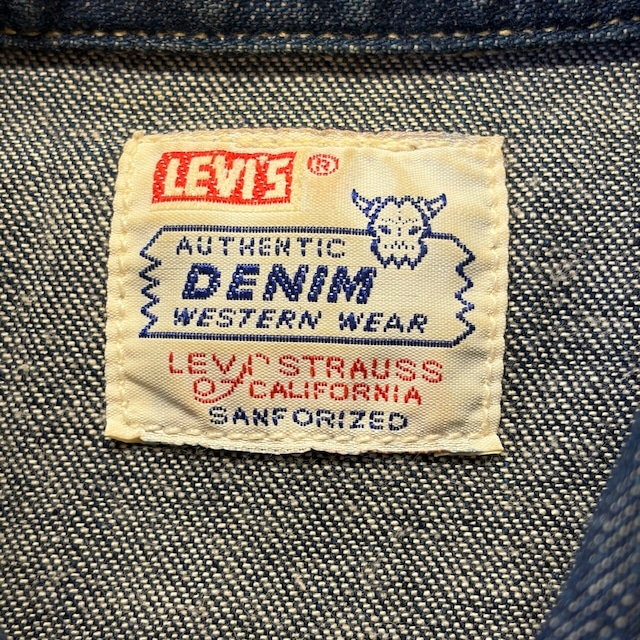 LEVI'S ®
AUTHENTIC
DENIM
WESTERN WEAR
LEVI STRAUSS
OF CALIFORNIA
SANFORIZED